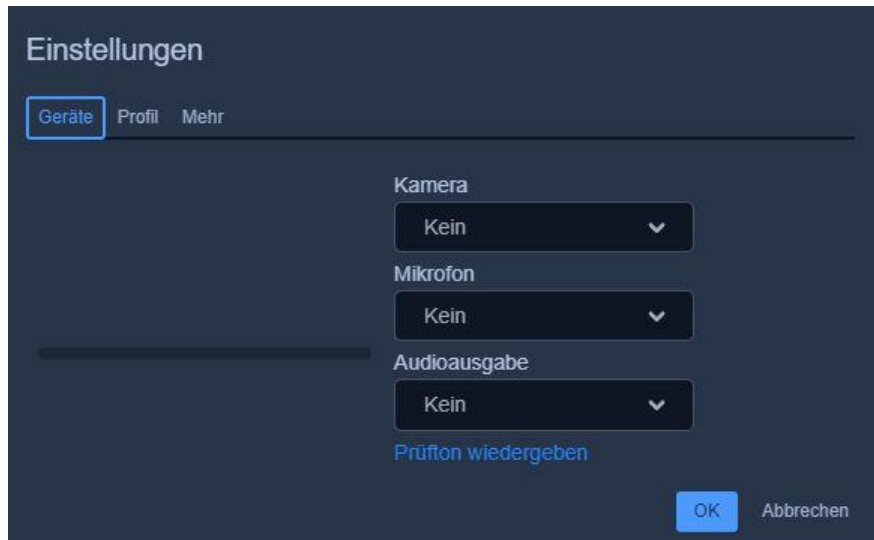 Einstellungen
Geräte Profil Mehr
Kamera
Kein
Mikrofon
Kein
Audioausgabe
Kein
Prüfton wiedergeben
OK Abbrechen